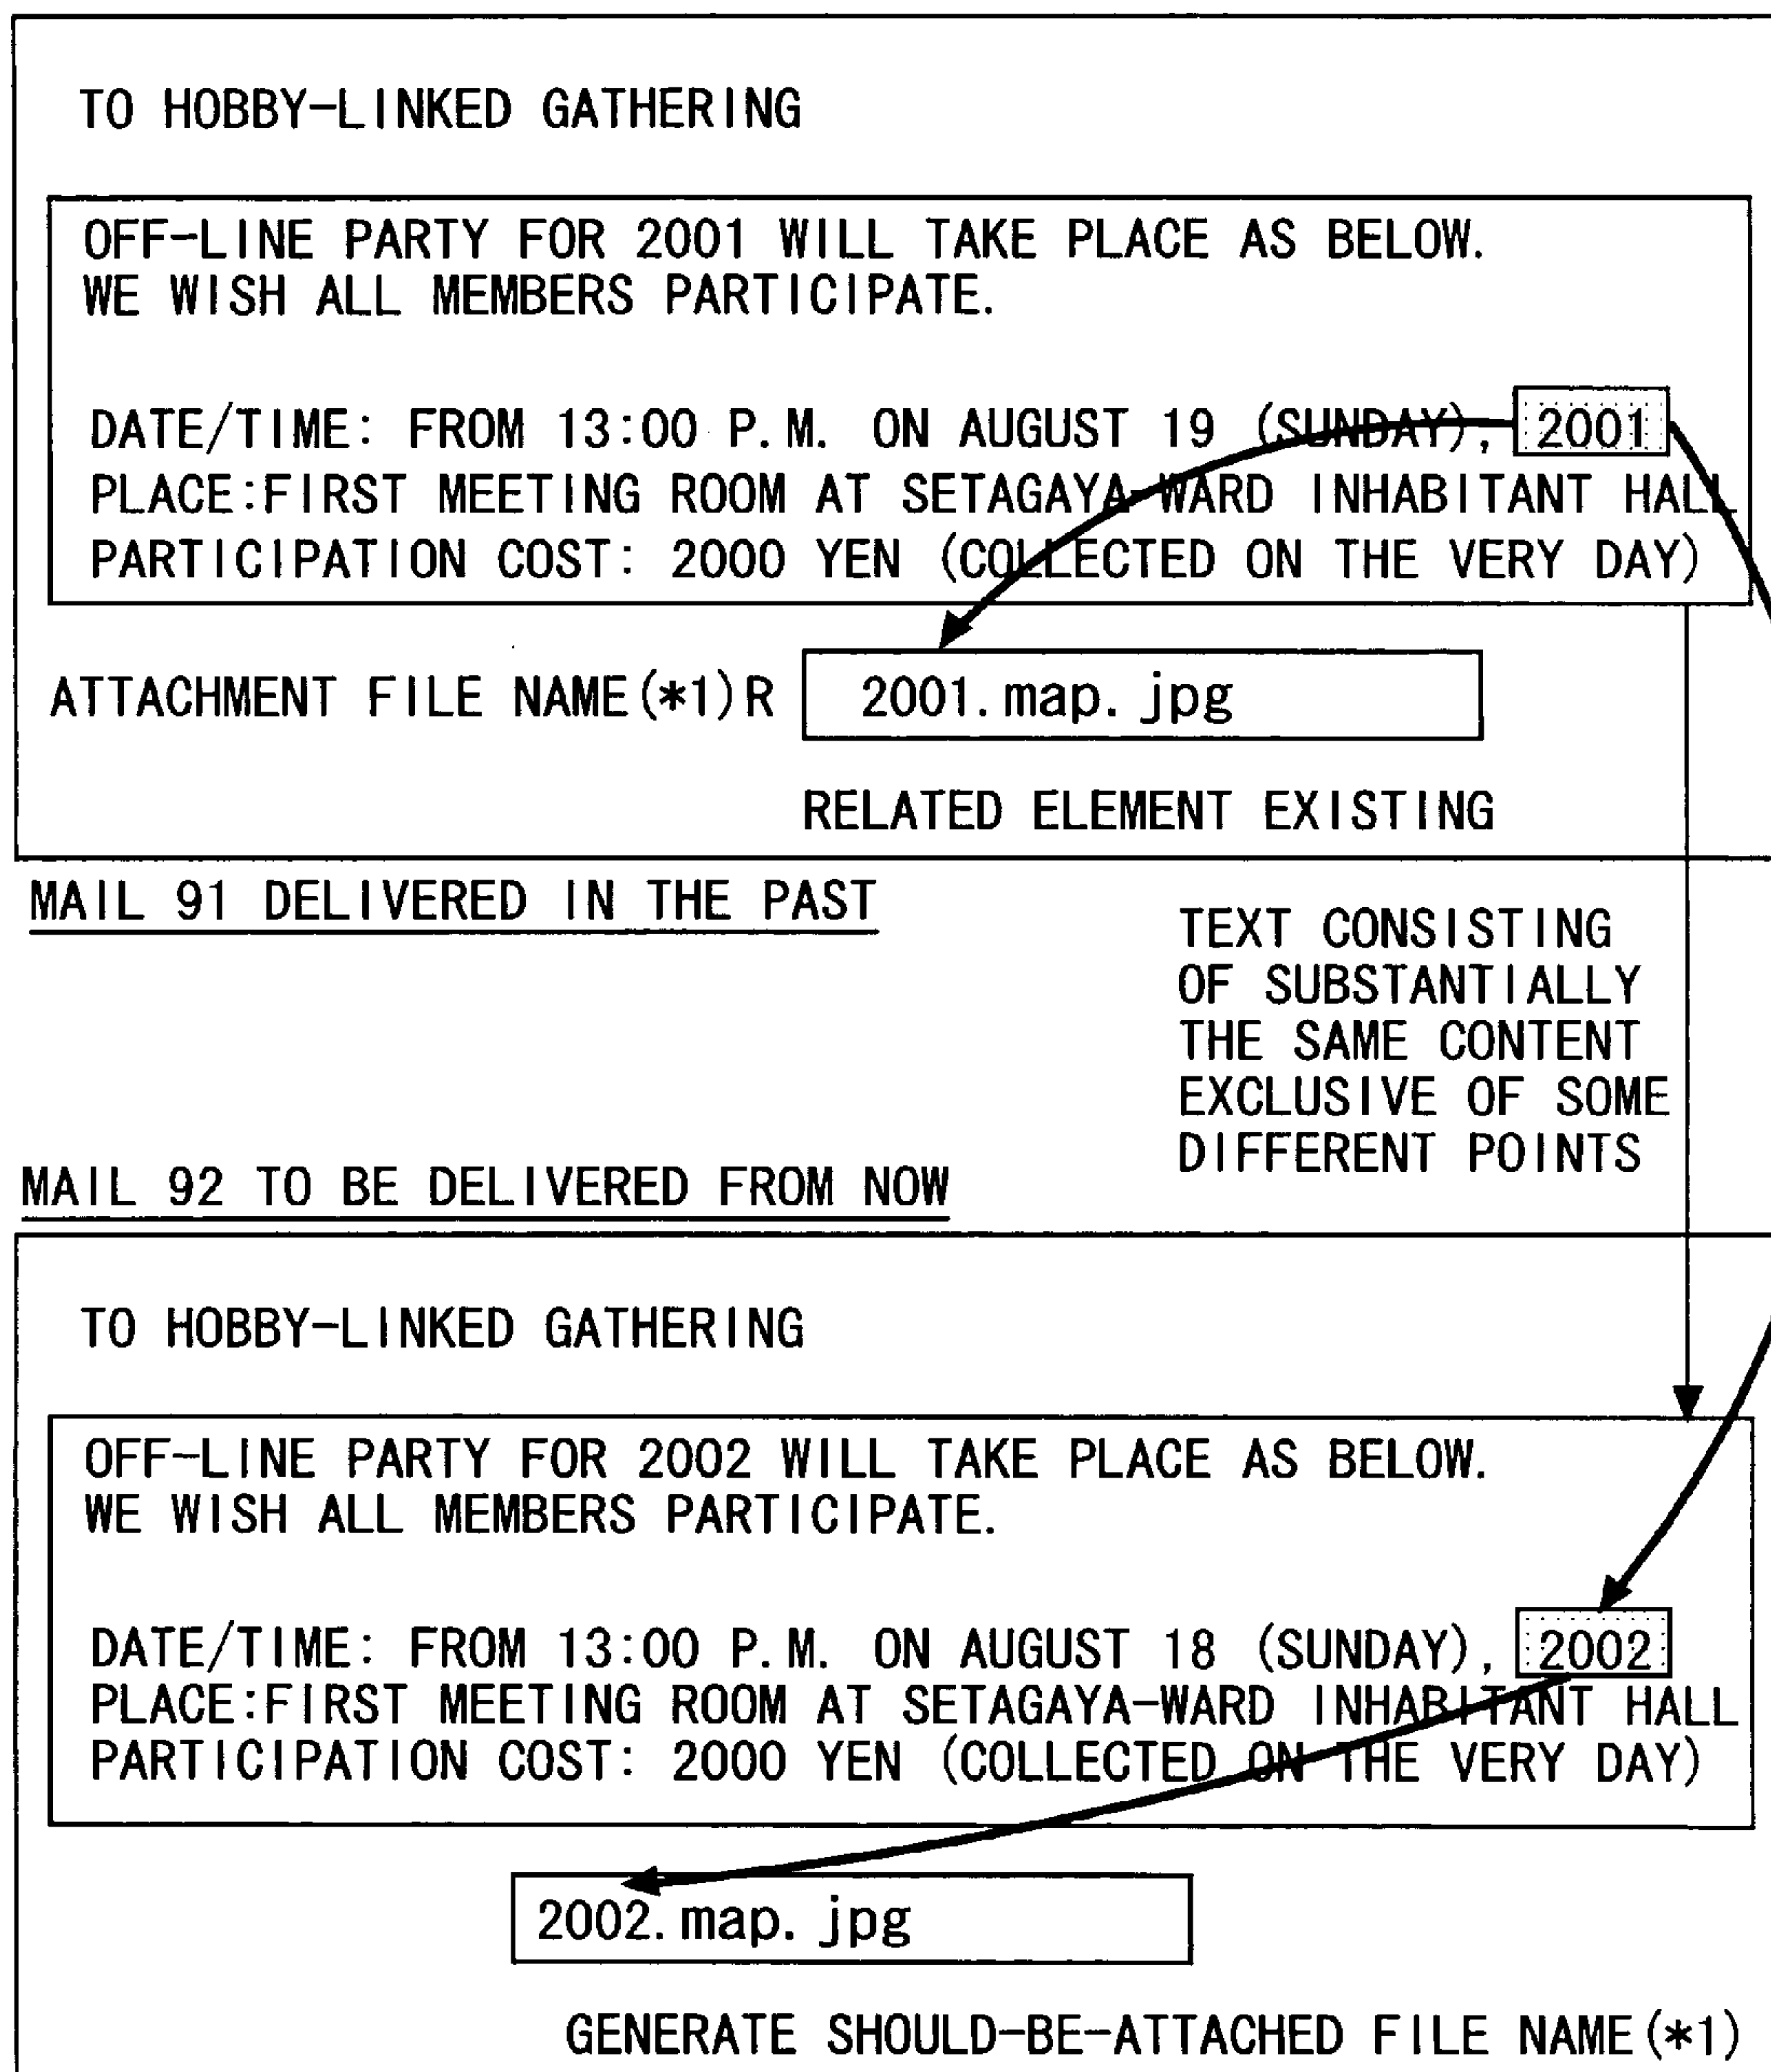 TO HOBBY-LINKED GATHERING
OFF-LINE PARTY FOR 2001 WILL TAKE PLACE AS BELOW.
WE WISH ALL MEMBERS PARTICIPATE.
DATE/TIME: FROM 13:00 P.M. ON AUGUST 19 (SUNDAY), 2001
PLACE:FIRST MEETING ROOM AT SETAGAYA-WARD INHABITANT HALL
PARTICIPATION COST: 2000 YEN (COLLECTED ON THE VERY DAY)
ATTACHMENT FILE NAME(*1)R 2001.map.jpg
RELATED ELEMENT EXISTING
MAIL 91 DELIVERED IN THE PAST
TEXT CONSISTING
OF SUBSTANTIALLY
THE SAME CONTENT
EXCLUSIVE OF SOME
DIFFERENT POINTS
MAIL 92 TO BE DELIVERED FROM NOW
TO HOBBY-LINKED GATHERING
OFF-LINE PARTY FOR 2002 WILL TAKE PLACE AS BELOW.
WE WISH ALL MEMBERS PARTICIPATE.
DATE/TIME: FROM 13:00 P.M. ON AUGUST 18 (SUNDAY), 2002
PLACE:FIRST MEETING ROOM AT SETAGAYA-WARD INHABITANT HALL
PARTICIPATION COST: 2000 YEN (COLLECTED ON THE VERY DAY)
2002.map.jpg
GENERATE SHOULD-BE-ATTACHED FILE NAME(*1)